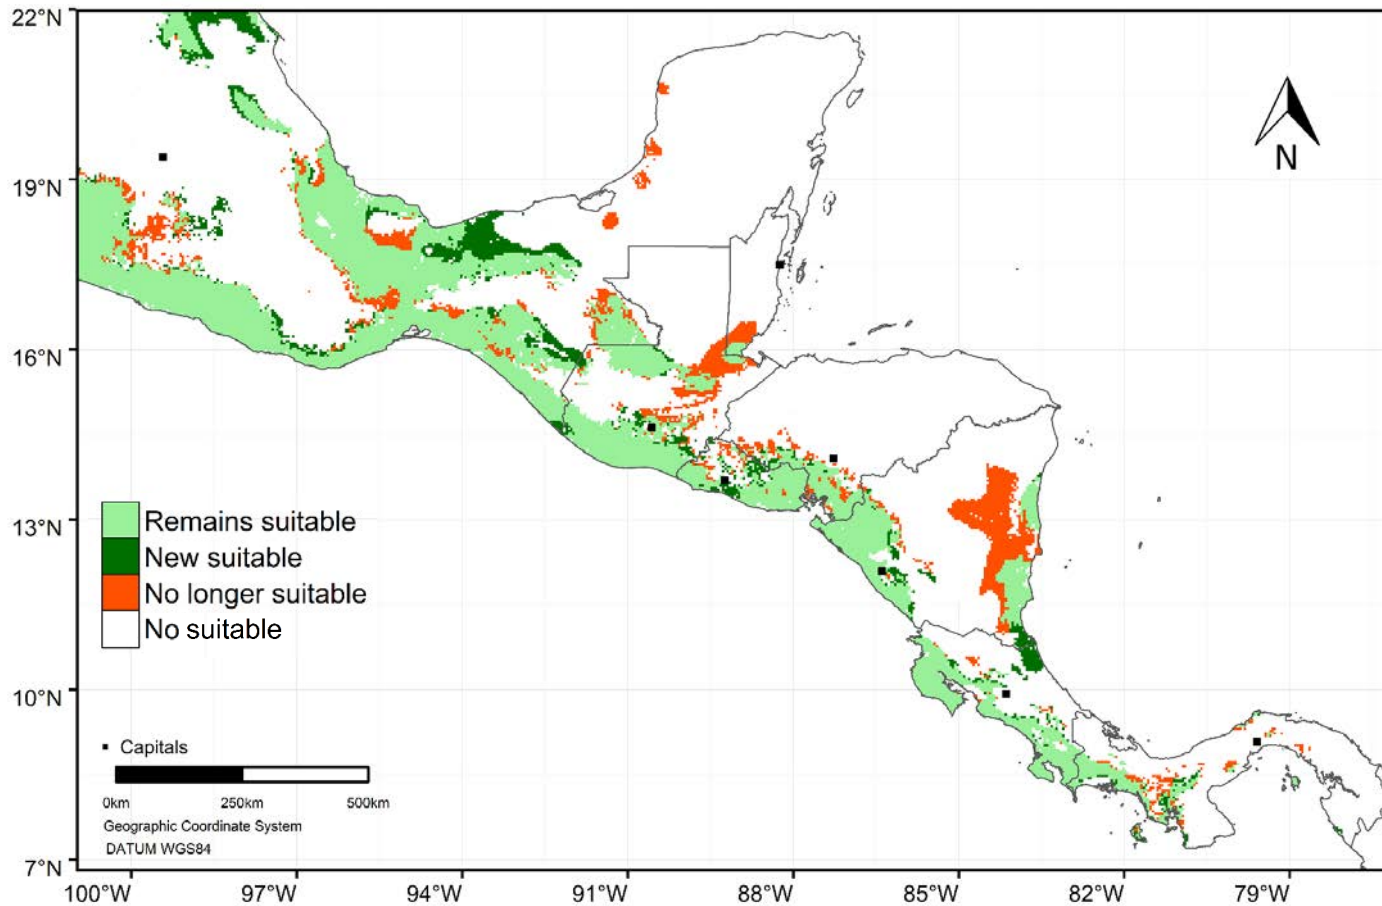 22°N
19°N
16°N
13°N
10°N
7°N
N
Remains suitable
New suitable
No longer suitable
No suitable
Capitals
0km 250km 500km
Geographic Coordinate System
DATUM WGS84
100°W 97°W 94°W 91°W 88°W 85°W 82°W 79°W